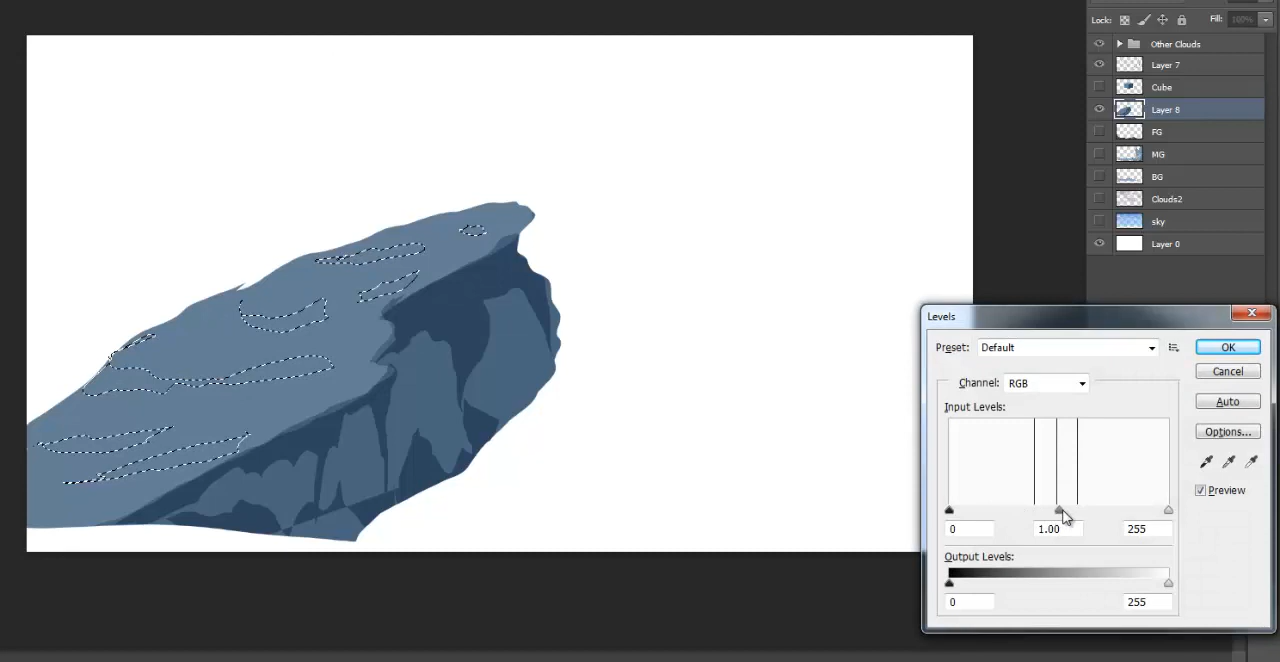 Lock: Fill: 100%
Other Clouds
Layer 7
Cube
Layer 8
FG
MG
BG
Clouds2
sky
Layer 0
Levels
Preset: Default OK
Cancel
Channel: RGB
Auto
Input Levels:
Options...
Preview
0 1.00 255
Output Levels:
0 255